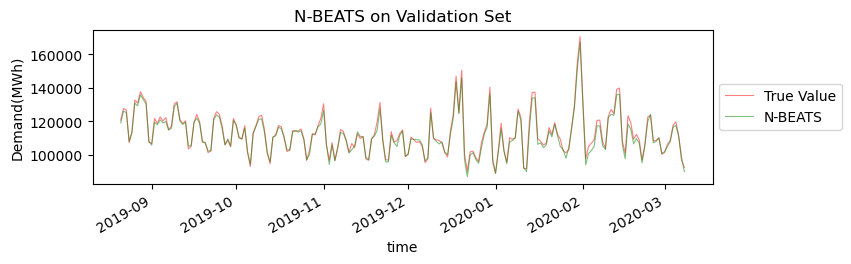 N-BEATS on Validation Set
Demand(MWh)
160000
140000
120000
100000
2019-09
2019-10
2019-11
2019-12
2020-01
2020-02
2020-03
time
True Value
N-BEATS